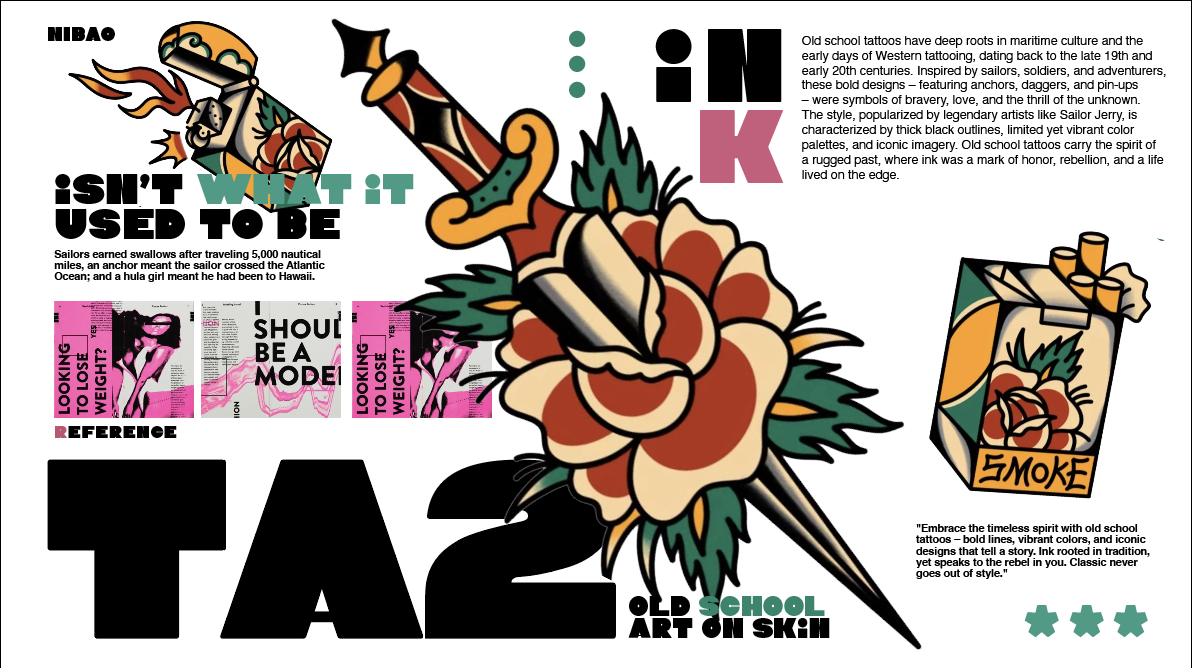 NIBAO
iSN'T WHAT iT
USED TO BE
Sailors earned swallows after traveling 5,000 nautical
miles, an anchor meant the sailor crossed the Atlantic
Ocean; and a hula girl meant he had been to Hawaii.
LOOKING
TO LOSE
WEIGHT?
YES
I
SHOUL
BE A
MODEL
LOOKING
TO LOSE
WEIGHT?
YES
REFERENCE
TA2
OLD SCHOOL
ART ON SKiN
iN
K
Old school tattoos have deep roots in maritime culture and the
early days of Western tattooing, dating back to the late 19th and
early 20th centuries. Inspired by sailors, soldiers, and adventurers,
these bold designs – featuring anchors, daggers, and pin-ups
– were symbols of bravery, love, and the thrill of the unknown.
The style, popularized by legendary artists like Sailor Jerry, is
characterized by thick black outlines, limited yet vibrant color
palettes, and iconic imagery. Old school tattoos carry the spirit of
a rugged past, where ink was a mark of honor, rebellion, and a life
lived on the edge.
SMOKE
"Embrace the timeless spirit with old school
tattoos – bold lines, vibrant colors, and iconic
designs that tell a story. Ink rooted in tradition,
yet speaks to the rebel in you. Classic never
goes out of style."